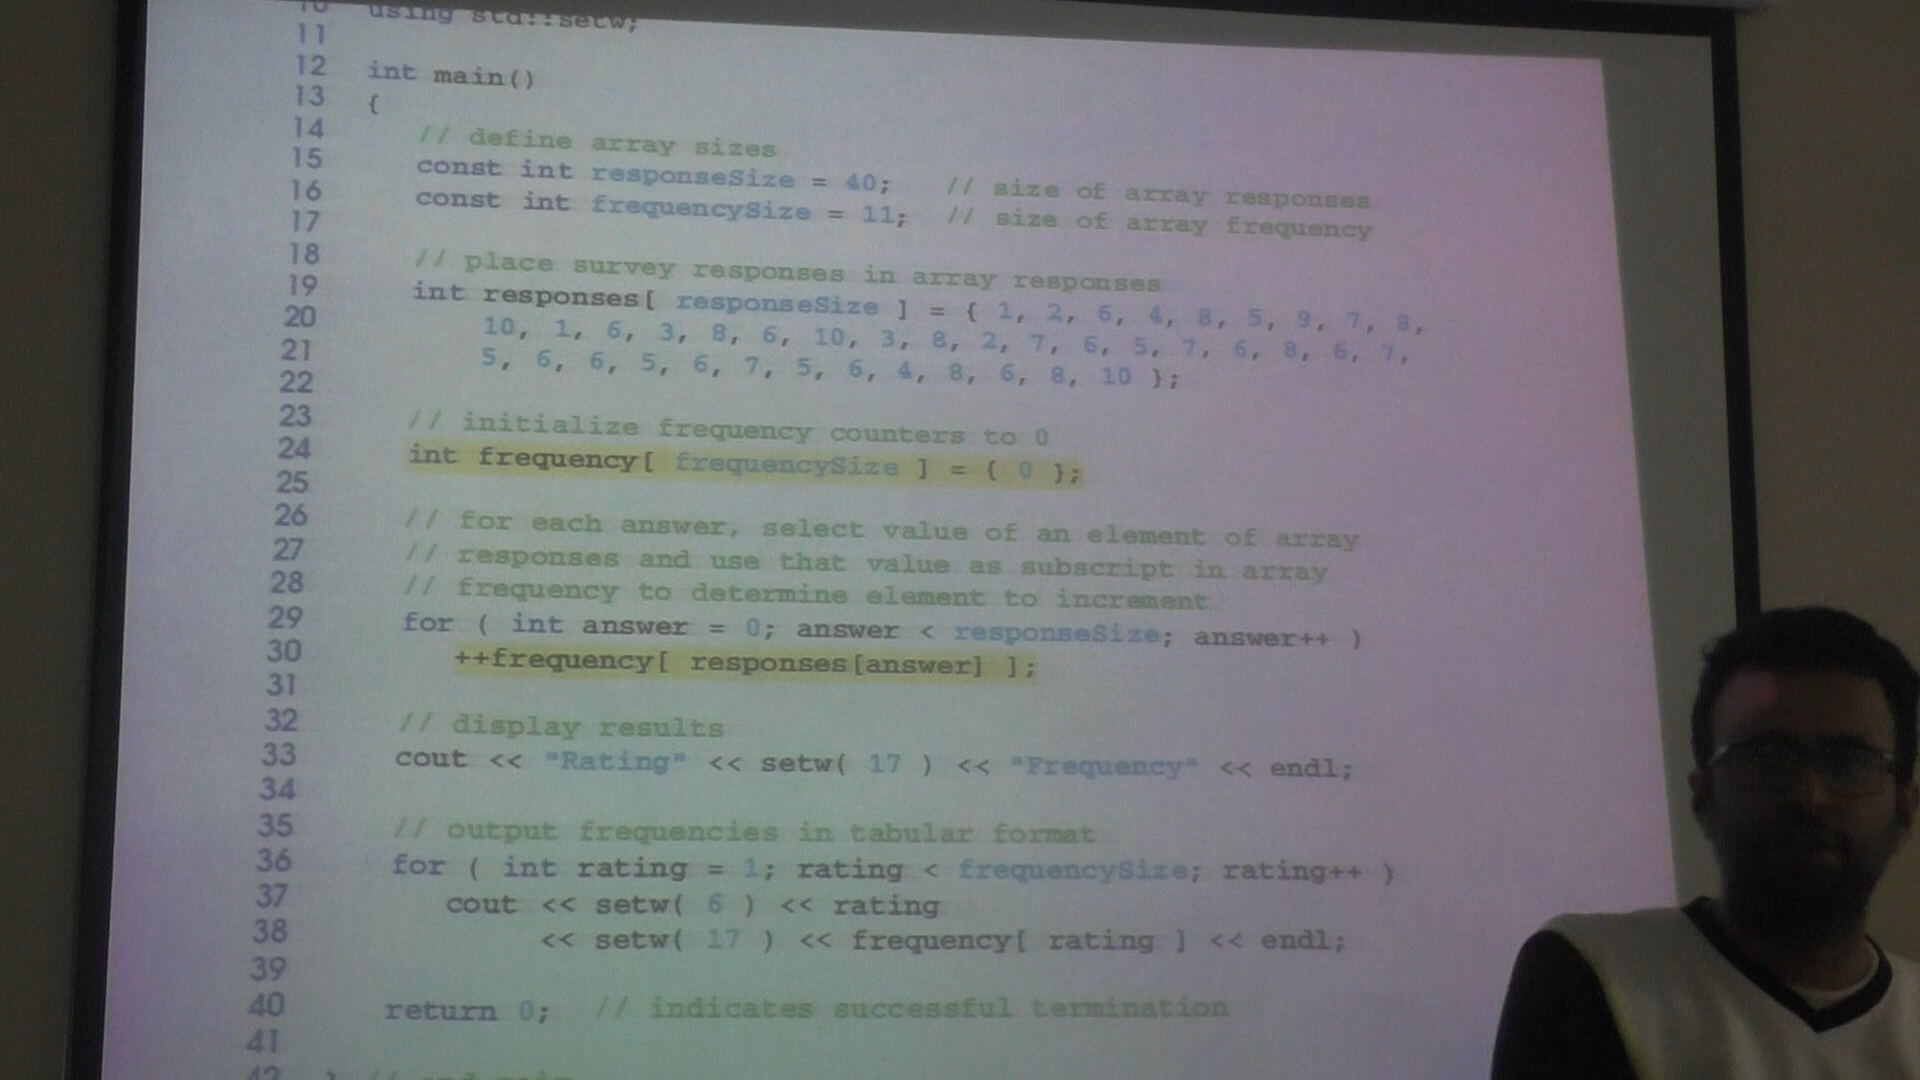 10 using std::setw;
11
12 int main()
13 {
14 // define array sizes
15 const int responseSize = 40; // size of array responses
16 const int frequencySize = 11; // size of array frequency
17
18 // place survey responses in array responses
19 int responses[ responseSize ] = { 1, 2, 6, 4, 8, 5, 9, 7, 8,
20 10, 1, 6, 3, 8, 6, 10, 3, 8, 2, 7, 6, 5, 7, 6, 8, 6, 7,
21 5, 6, 6, 5, 6, 7, 5, 6, 4, 8, 6, 8, 10 };
22
23 // initialize frequency counters to 0
24 int frequency[ frequencySize ] = { 0 };
25
26 // for each answer, select value of an element of array
27 // responses and use that value as subscript in array
28 // frequency to determine element to increment
29 for ( int answer = 0; answer < responseSize; answer++ )
30 ++frequency[ responses[answer] ];
31
32 // display results
33 cout << "Rating" << setw( 17 ) << "Frequency" << endl;
34
35 // output frequencies in tabular format
36 for ( int rating = 1; rating < frequencySize; rating++ )
37 cout << setw( 6 ) << rating
38 << setw( 17 ) << frequency[ rating ] << endl;
39
40 return 0; // indicates successful termination
41
42